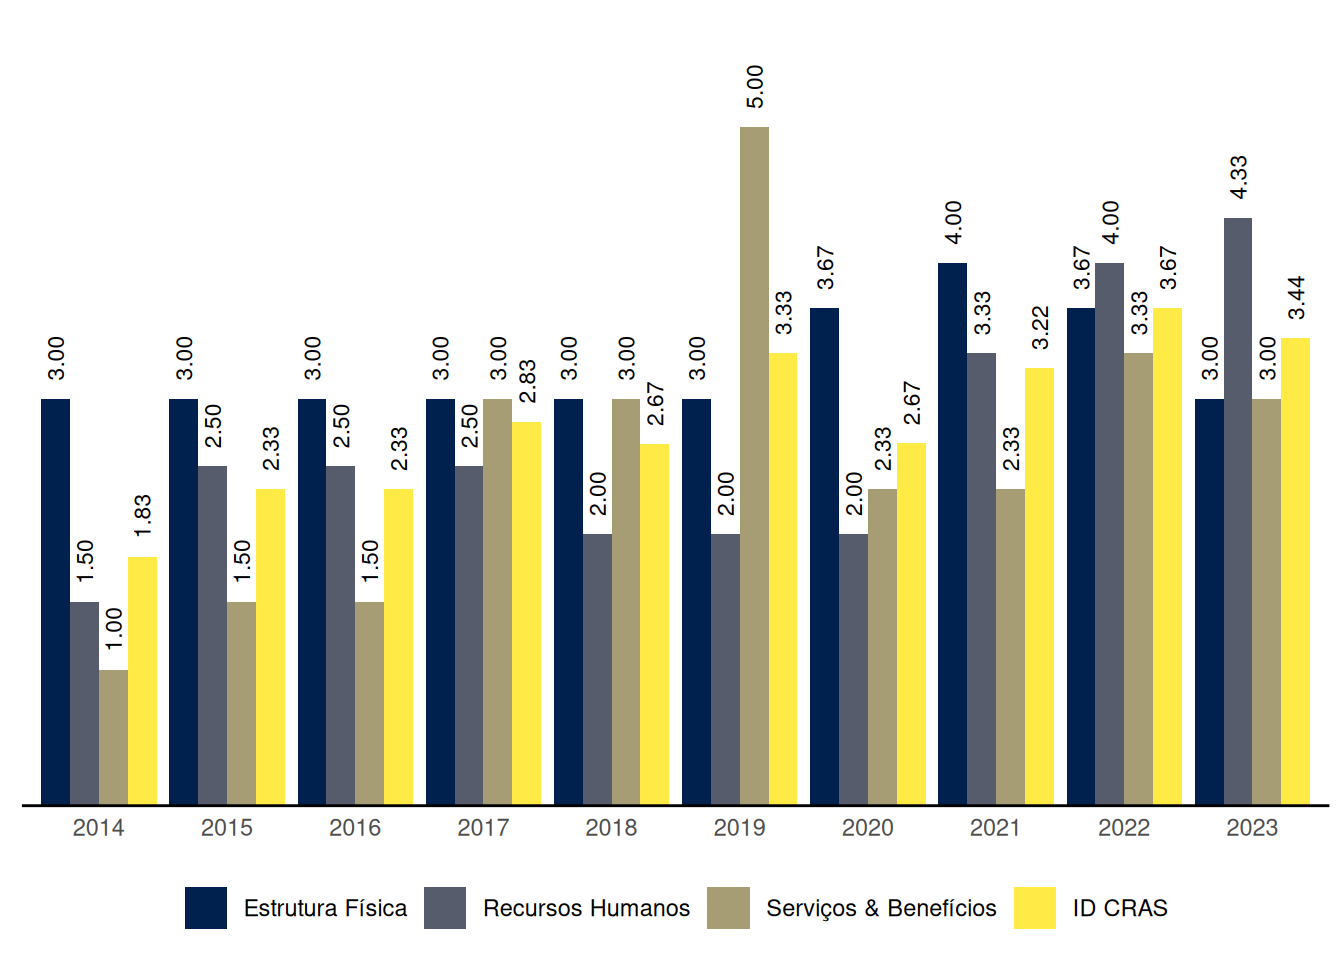 3.00 1.50 1.00 1.83 3.00 2.50 1.50 2.33 3.00 2.50 1.50 2.33 3.00 2.50 3.00 2.83 3.00 2.00 3.00 2.67 3.00 2.00 5.00 3.33 3.67 2.00 2.33 2.67 4.00 3.33 2.33 3.22 3.67 4.00 3.33 3.67 3.00 4.33 3.00 3.44
2014 2015 2016 2017 2018 2019 2020 2021 2022 2023
Estrutura Física Recursos Humanos Serviços & Benefícios ID CRAS